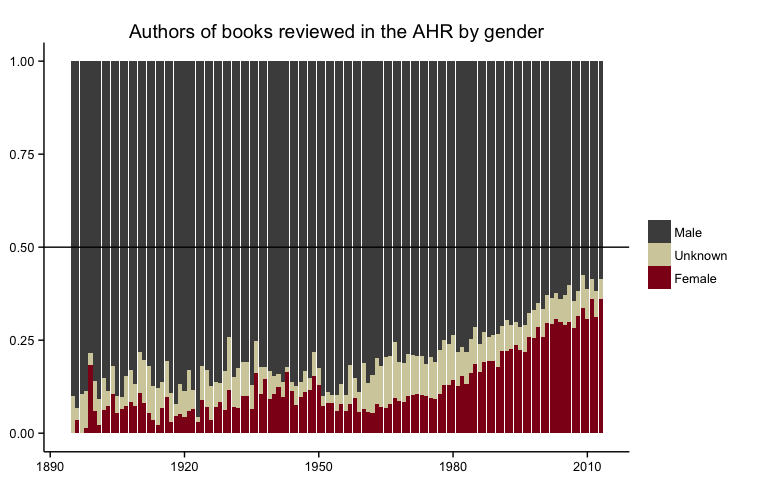 Authors of books reviewed in the AHR by gender
1.00
0.75
0.50
0.25
0.00
1890
1920
1950
1980
2010
Male
Unknown
Female